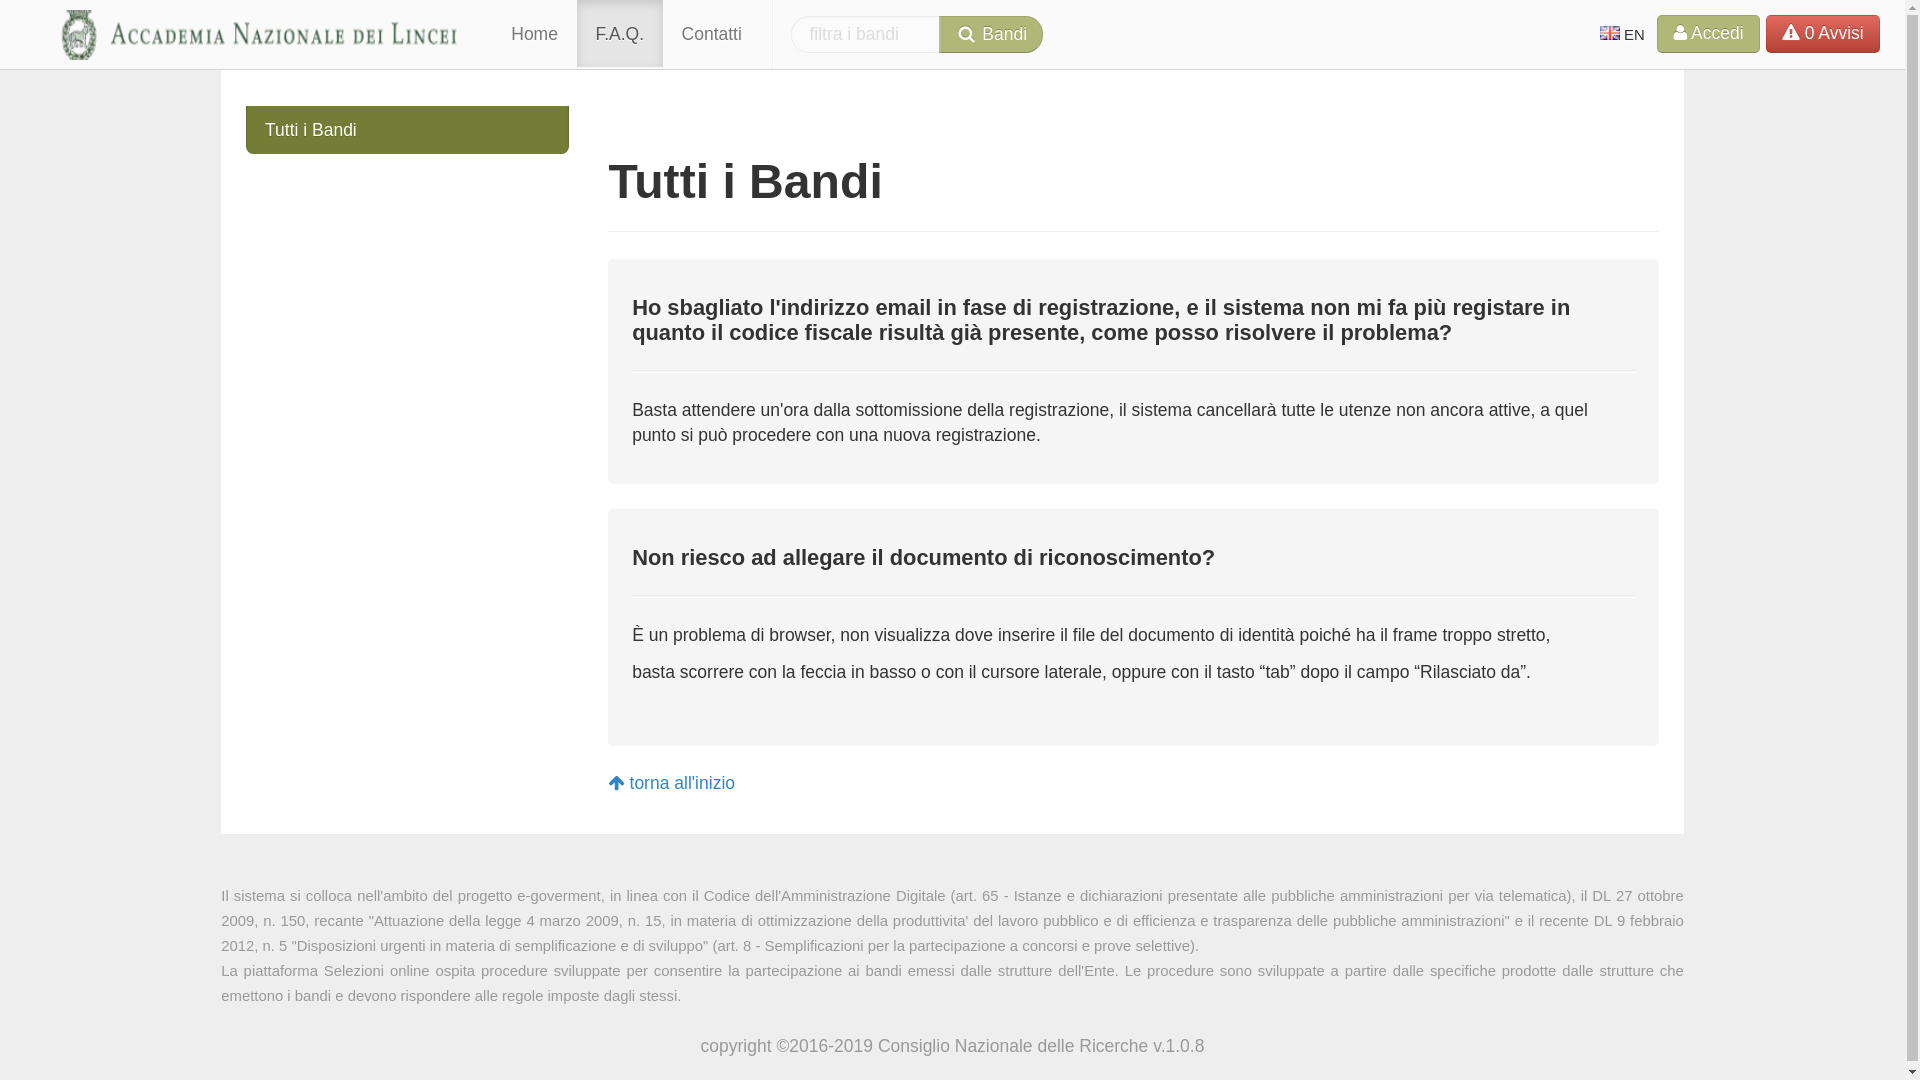 ACCADEMIA NAZIONALE DEI LINCEI
Home
F.A.Q.
Contatti
filtra i bandi
Bandi
EN
Accedi
0 Avvisi
Tutti i Bandi
Tutti i Bandi
Ho sbagliato l'indirizzo email in fase di registrazione, e il sistema non mi fa più registare in
quanto il codice fiscale risultà già presente, come posso risolvere il problema?
Basta attendere un'ora dalla sottomissione della registrazione, il sistema cancellarà tutte le utenze non ancora attive, a quel
punto si può procedere con una nuova registrazione.
Non riesco ad allegare il documento di riconoscimento?
È un problema di browser, non visualizza dove inserire il file del documento di identità poiché ha il frame troppo stretto,
basta scorrere con la feccia in basso o con il cursore laterale, oppure con il tasto “tab” dopo il campo “Rilasciato da”.
torna all'inizio
Il sistema si colloca nell'ambito del progetto e-goverment, in linea con il Codice dell'Amministrazione Digitale (art. 65 - Istanze e dichiarazioni presentate alle pubbliche amministrazioni per via telematica), il DL 27 ottobre
2009, n. 150, recante "Attuazione della legge 4 marzo 2009, n. 15, in materia di ottimizzazione della produttivita' del lavoro pubblico e di efficienza e trasparenza delle pubbliche amministrazioni" e il recente DL 9 febbraio
2012, n. 5 "Disposizioni urgenti in materia di semplificazione e di sviluppo" (art. 8 - Semplificazioni per la partecipazione a concorsi e prove selettive).
La piattaforma Selezioni online ospita procedure sviluppate per consentire la partecipazione ai bandi emessi dalle strutture dell'Ente. Le procedure sono sviluppate a partire dalle specifiche prodotte dalle strutture che
emettono i bandi e devono rispondere alle regole imposte dagli stessi.
copyright ©2016-2019 Consiglio Nazionale delle Ricerche v.1.0.8